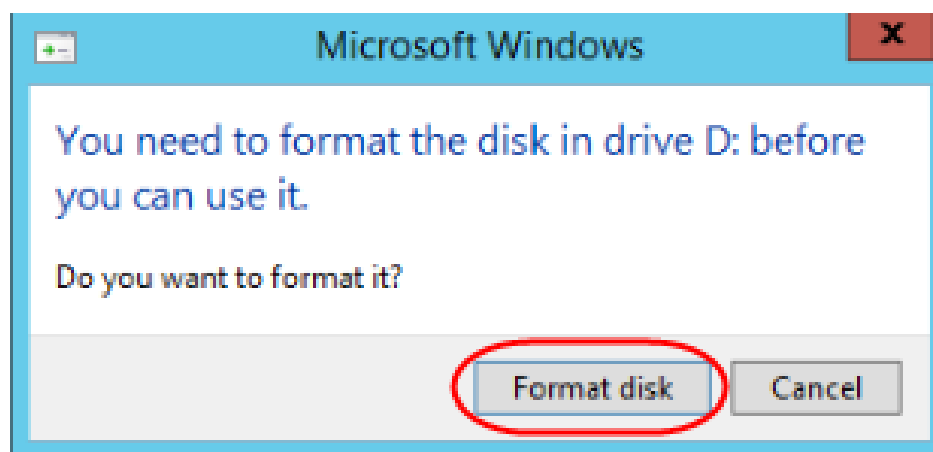 Microsoft Windows
You need to format the disk in drive D: before
you can use it.
Do you want to format it?
Format disk
Cancel